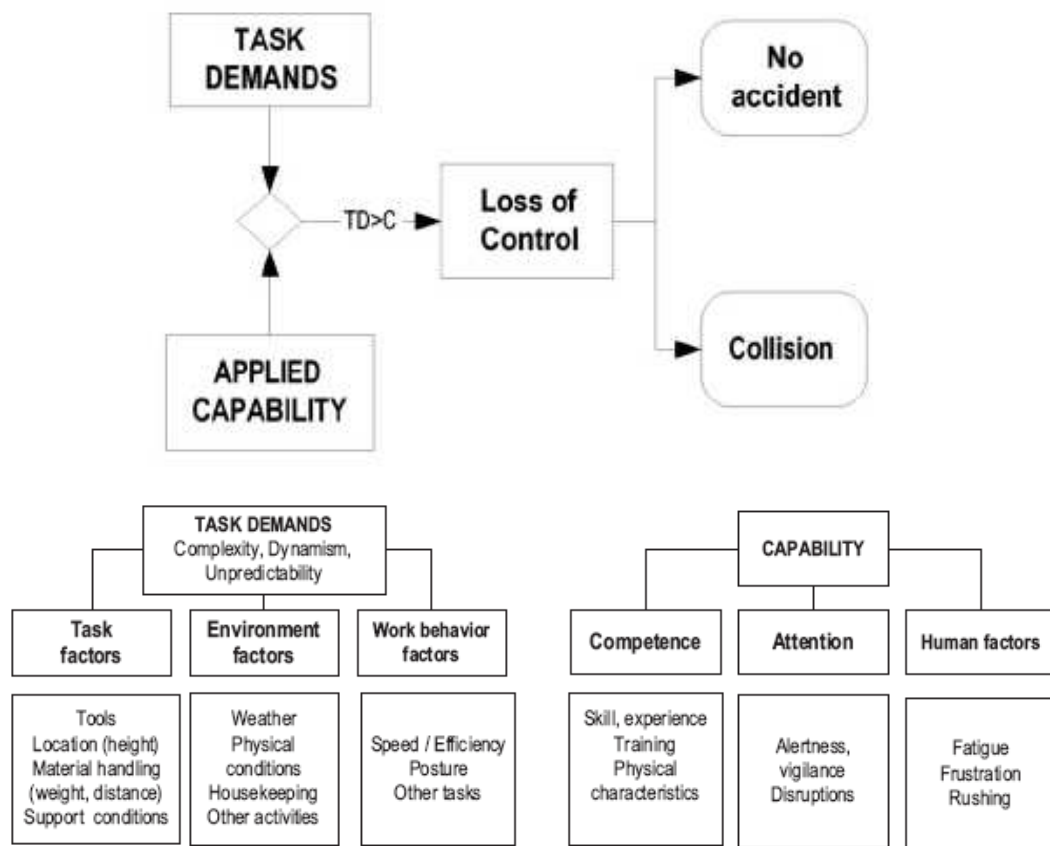 TASK
DEMANDS
No
accident
TD>C
Loss of
Control
APPLIED
CAPABILITY
Collision
TASK DEMANDS
Complexity, Dynamism,
Unpredictability
Task
factors
Environment
factors
Work behavior
factors
Tools
Location (height)
Material handling
(weight, distance)
Support conditions
Weather
Physical
conditions
Housekeeping
Other activities
Speed / Efficiency
Posture
Other tasks
CAPABILITY
Competence
Attention
Human factors
Skill, experience
Training
Physical
characteristics
Alertness,
vigilance
Disruptions
Fatigue
Frustration
Rushing